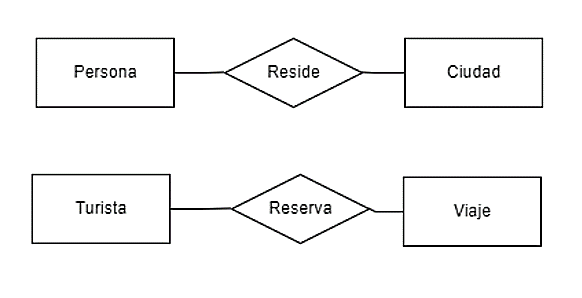 Persona Reside Ciudad
Turista Reserva Viaje